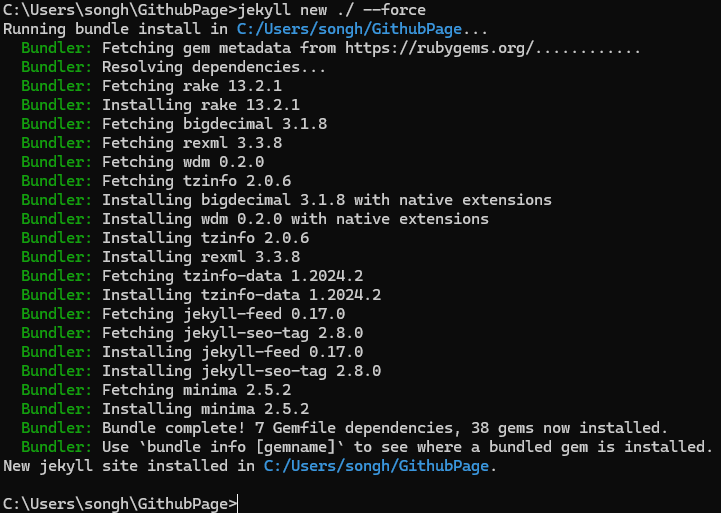 C:\Users\songh\GithubPage>jekyll new ./ --force
Running bundle install in C:/Users/songh/GithubPage...
Bundler: Fetching gem metadata from https://rubygems.org/............
Bundler: Resolving dependencies...
Bundler: Fetching rake 13.2.1
Bundler: Installing rake 13.2.1
Bundler: Fetching bigdecimal 3.1.8
Bundler: Fetching rexml 3.3.8
Bundler: Fetching wdm 0.2.0
Bundler: Fetching tzinfo 2.0.6
Bundler: Installing bigdecimal 3.1.8 with native extensions
Bundler: Installing wdm 0.2.0 with native extensions
Bundler: Installing tzinfo 2.0.6
Bundler: Installing rexml 3.3.8
Bundler: Fetching tzinfo-data 1.2024.2
Bundler: Installing tzinfo-data 1.2024.2
Bundler: Fetching jekyll-feed 0.17.0
Bundler: Fetching jekyll-seo-tag 2.8.0
Bundler: Installing jekyll-feed 0.17.0
Bundler: Installing jekyll-seo-tag 2.8.0
Bundler: Fetching minima 2.5.2
Bundler: Installing minima 2.5.2
Bundler: Bundle complete! 7 Gemfile dependencies, 38 gems now installed.
Bundler: Use `bundle info [gemname]` to see where a bundled gem is installed.
New jekyll site installed in C:/Users/songh/GithubPage.
C:\Users\songh\GithubPage>